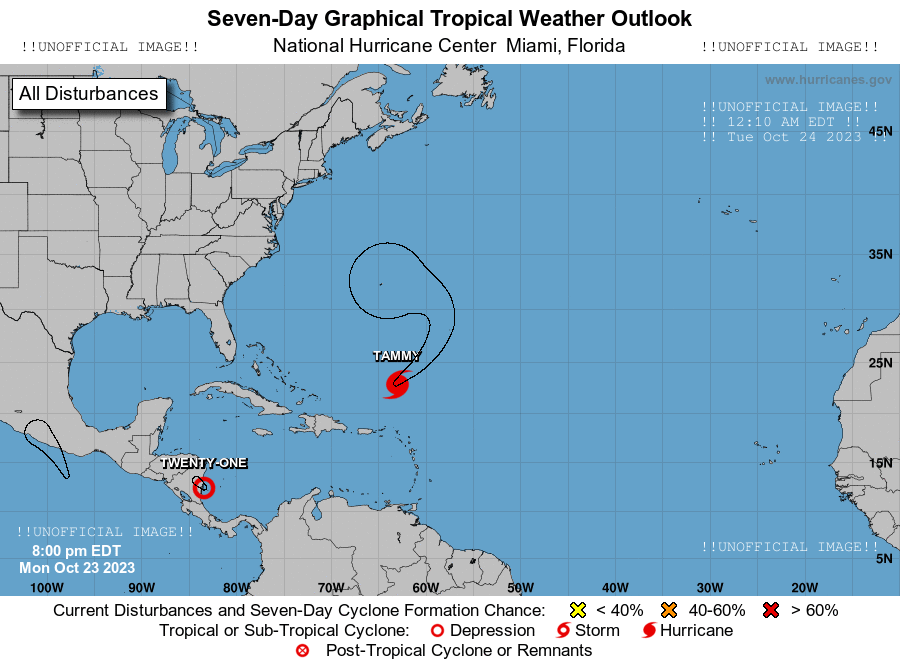 Seven-Day Graphical Tropical Weather Outlook
!!UNOFFICIAL IMAGE!! National Hurricane Center Miami, Florida !!UNOFFICIAL IMAGE!!
All Disturbances
www.hurricanes.gov
!!UNOFFICIAL IMAGE!!
!! 12:10 AM EDT !!
!! Tue Oct 24 2023 !!
45N
35N
TAMMY
25N
TWENTY-ONE
15N
!!UNOFFICIAL IMAGE!!
8:00 pm EDT
Mon Oct 23 2023
!!UNOFFICIAL IMAGE!!
5N
100W 90W 80W 70W 60W 50W 40W 30W 20W
Current Disturbances and Seven-Day Cyclone Formation Chance: < 40% 40-60% > 60%
Tropical or Sub-Tropical Cyclone: Depression Storm Hurricane
Post-Tropical Cyclone or Remnants